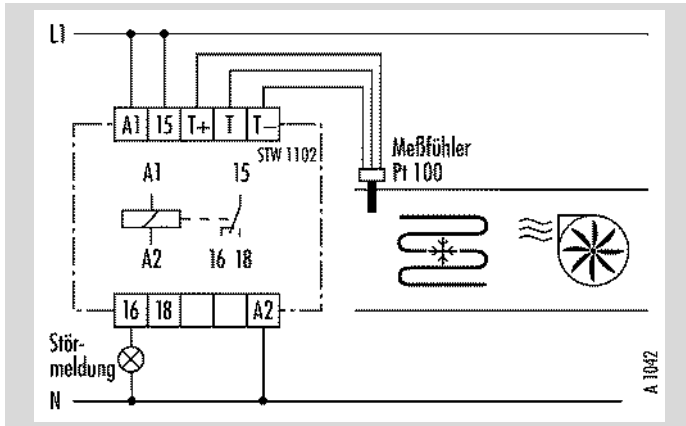 L1
A1 15 T+ T T−
STW 1102
Meßfühler
Pt 100
A1 15
A2 16 18
16 18 A2
Stör-
meldung
N
A 1042